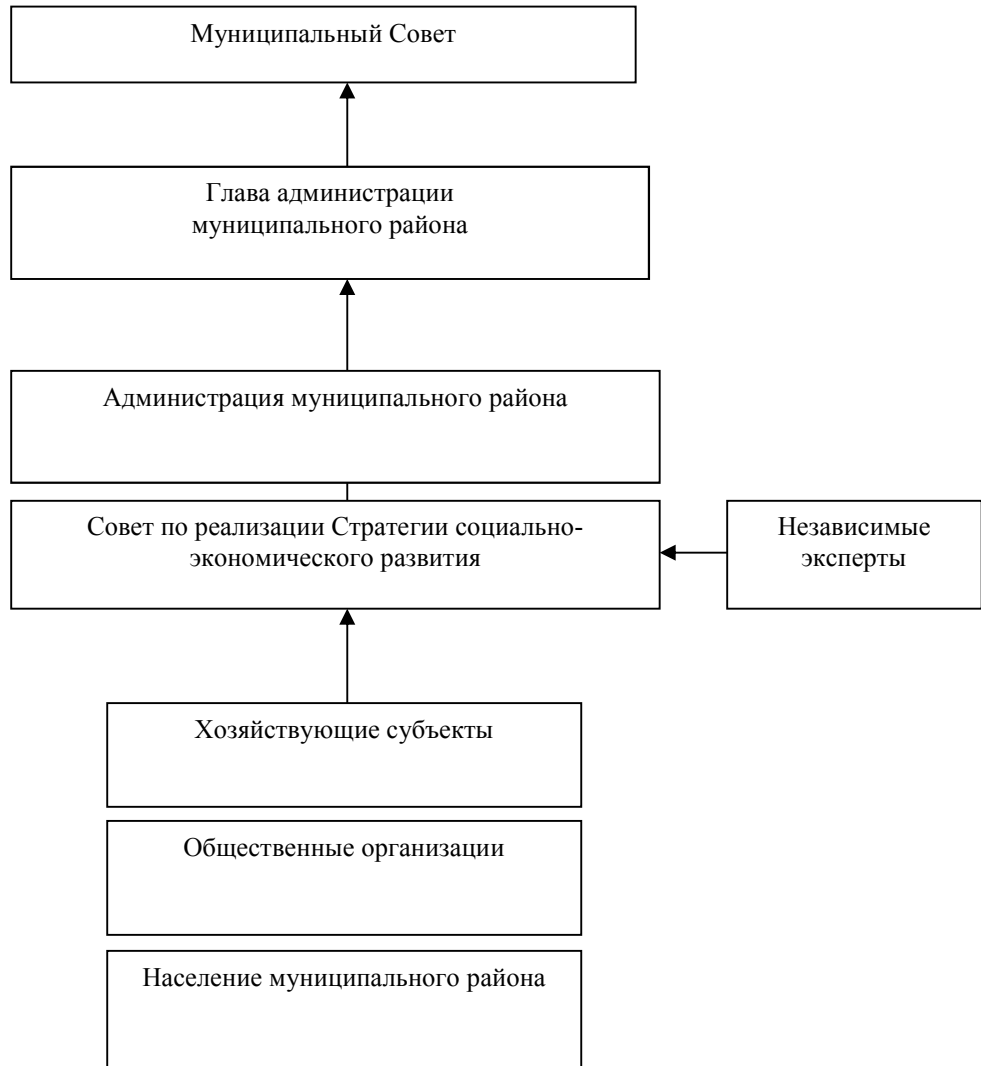 Муниципальный Совет
Глава администрации
муниципального района
Администрация муниципального района
Совет по реализации Стратегии социально-
экономического развития
Независимые
эксперты
Хозяйствующие субъекты
Общественные организации
Население муниципального района